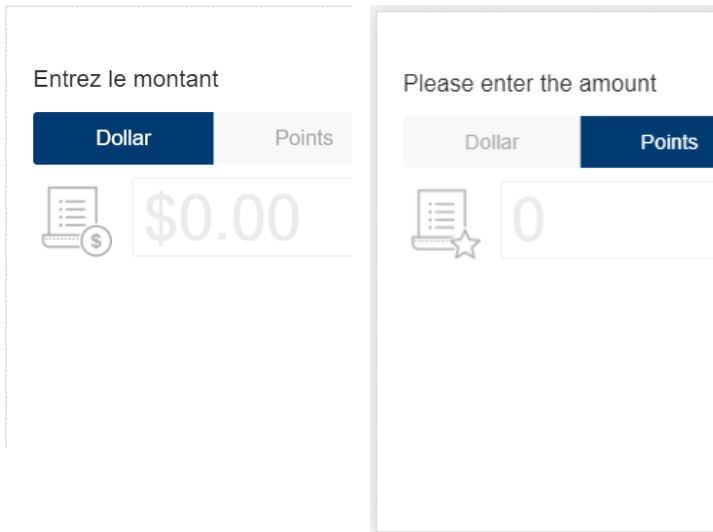 Entrez le montant
Dollar Points
$0.00
$
Please enter the amount
Dollar Points
0